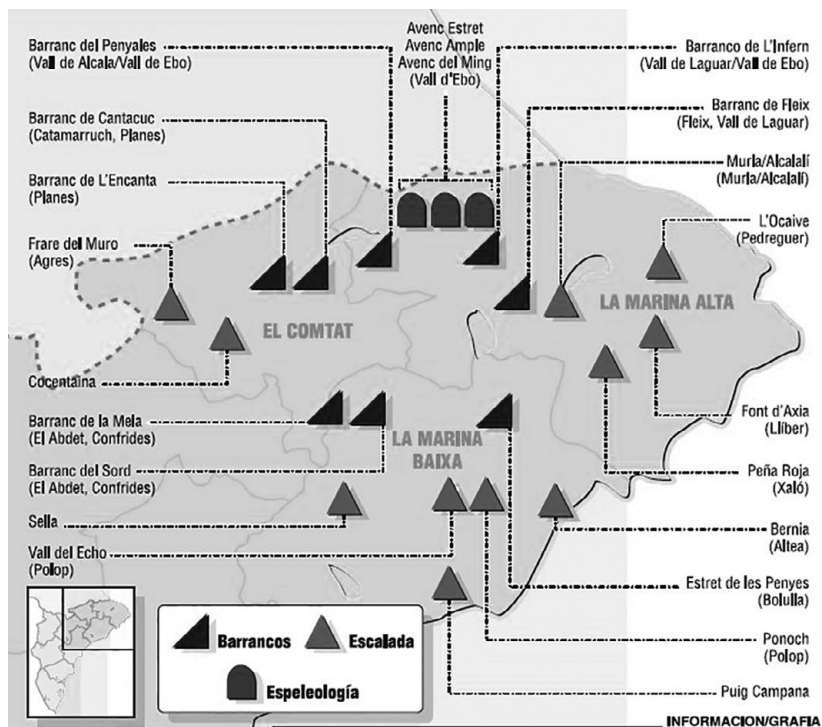 Barranc del Penyales
(Vall de Alcala/Vall de Ebo)
Barranc de Cantacuc
(Catamarruch, Planes)
Barranc de L'Encanta
(Planes)
Frare del Muro
(Agres)
Cocentaina
Barranc de la Mela
(El Abdet, Confrides)
Barranc del Sord
(El Abdet, Confrides)
Sella
Vall del Echo
(Polop)
Avenc Estret
Avenc Ample
Avenc del Ming
(Vall d'Ebo)
Barranco de L'Infern
(Vall de Laguar/Vall de Ebo)
Barranc de Fleix
(Fleix, Vall de Laguar)
Murla/Alcalalí
(Murla/Alcalalí)
L'Ocaive
(Pedreguer)
Font d'Axia
(Llíber)
Peña Roja
(Xaló)
Bernia
(Altea)
Estret de les Penyes
(Bolulla)
Ponoch
(Polop)
Puig Campana
EL COMTAT
LA MARINA ALTA
LA MARINA
BAIXA
Barrancos
Escalada
Espeleología
INFORMACION/GRAFIA